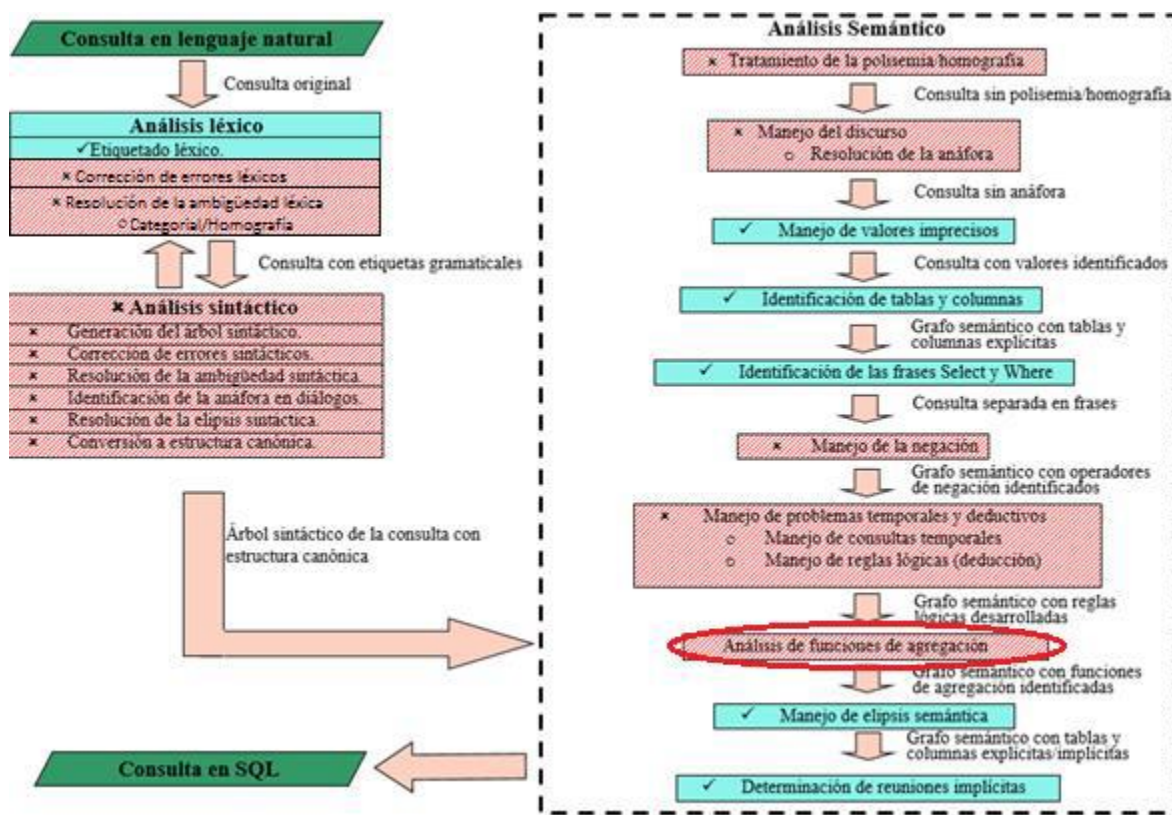 Consulta en lenguaje natural
Consulta original
Análisis léxico
✓Etiquetado léxico.
× Corrección de errores léxicos
× Resolución de la ambigüedad léxica
○ Categorial/Homografía
Consulta con etiquetas gramaticales
× Análisis sintáctico
× Generación del árbol sintáctico.
× Corrección de errores sintácticos.
× Resolución de la ambigüedad sintáctica.
× Identificación de la anáfora en diálogos.
× Resolución de la elipsis sintáctica.
× Conversión a estructura canónica.
Árbol sintáctico de la consulta con
estructura canónica
Consulta en SQL
Análisis Semántico
× Tratamiento de la polisemia/homografía
Consulta sin polisemia/homografía
× Manejo del discurso
○ Resolución de la anáfora
Consulta sin anáfora
✓ Manejo de valores imprecisos
Consulta con valores identificados
✓ Identificación de tablas y columnas
Grafo semántico con tablas y
columnas explícitas
✓ Identificación de las frases Select y Where
Consulta separada en frases
× Manejo de la negación
Grafo semántico con operadores
de negación identificados
× Manejo de problemas temporales y deductivos
○ Manejo de consultas temporales
○ Manejo de reglas lógicas (deducción)
Grafo semántico con reglas
lógicas desarrolladas
Análisis de funciones de agregación
Grafo semántico con funciones
de agregación identificadas
✓ Manejo de elipsis semántica
Grafo semántico con tablas y
columnas explícitas/implícitas
✓ Determinación de reuniones implícitas